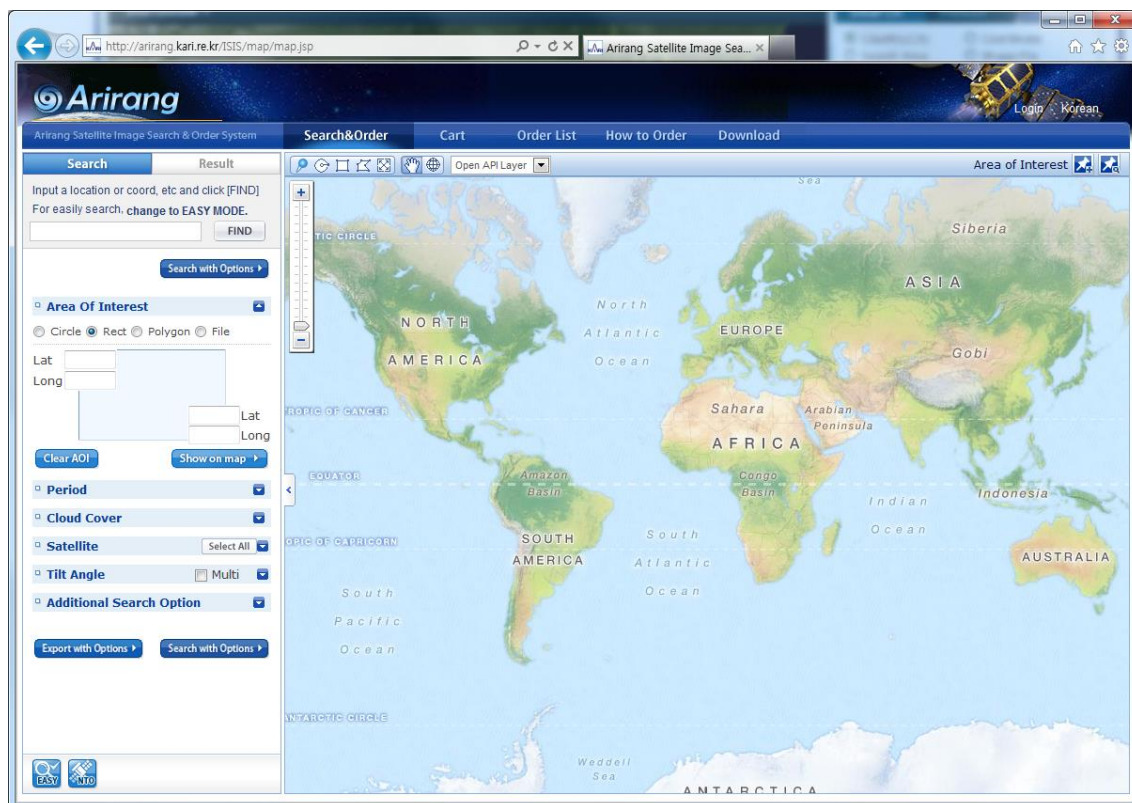 http://arirang.kari.re.kr/ISIS/map/map.jsp
Arirang Satellite Image Sea...
Arirang
Login
Korean
Arirang Satellite Image Search & Order System
Search&Order
Cart
Order List
How to Order
Download
Search
Result
Open API Layer
Area of Interest
Input a location or coord, etc and click [FIND]
For easily search, change to EASY MODE.
FIND
Search with Options
Area Of Interest
Circle
Rect
Polygon
File
Lat
Long
Lat
Long
Clear AOI
Show on map
Period
Cloud Cover
Satellite
Select All
Tilt Angle
Multi
Additional Search Option
Export with Options
Search with Options
EASY
NTO
Sea
TIC CIRCLE
Siberia
ASIA
North
Atlantic
Ocean
NORTH
AMERICA
EUROPE
Gobi
TROPIC OF CANCER
Sahara
Arabian
Peninsula
AFRICA
EQUATOR
Amazon
Basin
Congo
Basin
Indian
Ocean
Indonesia
OPIC OF CAPRICORN
SOUTH
AMERICA
South
Atlantic
Ocean
AUSTRALIA
South
Pacific
Ocean
ANTARCTIC CIRCLE
Weddell
Sea
ANTARCTICA